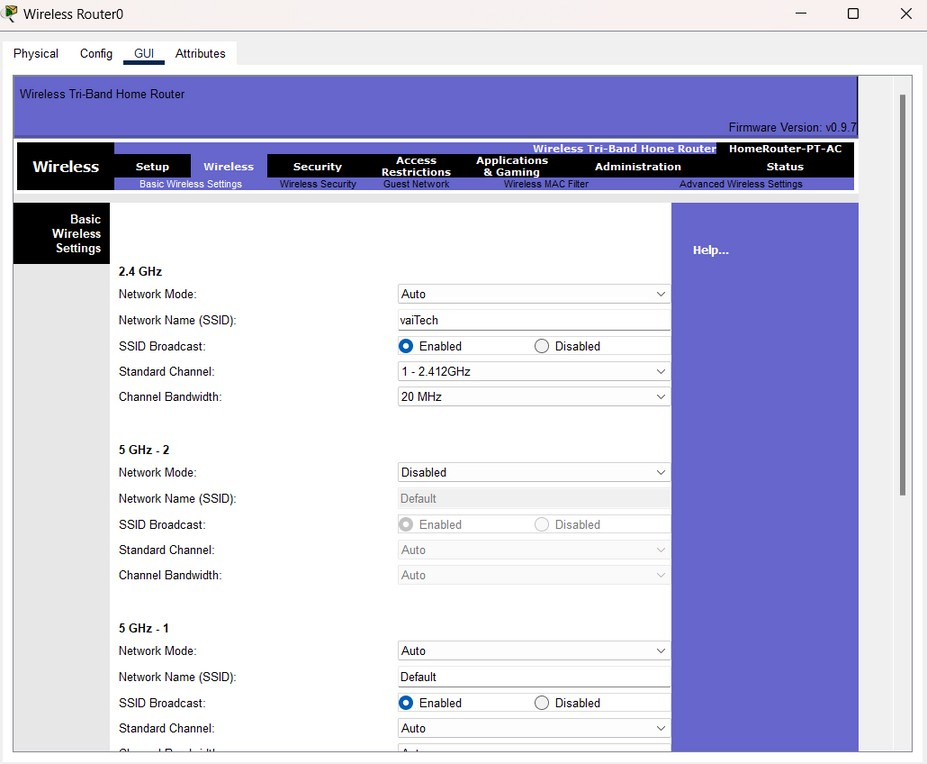 Wireless Router0
Physical Config GUI Attributes
Wireless Tri-Band Home Router
Firmware Version: v0.9.7
Wireless Tri-Band Home Router HomeRouter-PT-AC
Wireless Setup Wireless Security Access Restrictions Applications & Gaming Administration Status
Basic Wireless Settings Wireless Security Guest Network Wireless MAC Filter Advanced Wireless Settings
Basic
Wireless
Settings
Help...
2.4 GHz
Network Mode: Auto
Network Name (SSID): vaiTech
SSID Broadcast: Enabled Disabled
Standard Channel: 1 - 2.412GHz
Channel Bandwidth: 20 MHz
5 GHz - 2
Network Mode: Disabled
Network Name (SSID): Default
SSID Broadcast: Enabled Disabled
Standard Channel: Auto
Channel Bandwidth: Auto
5 GHz - 1
Network Mode: Auto
Network Name (SSID): Default
SSID Broadcast: Enabled Disabled
Standard Channel: Auto